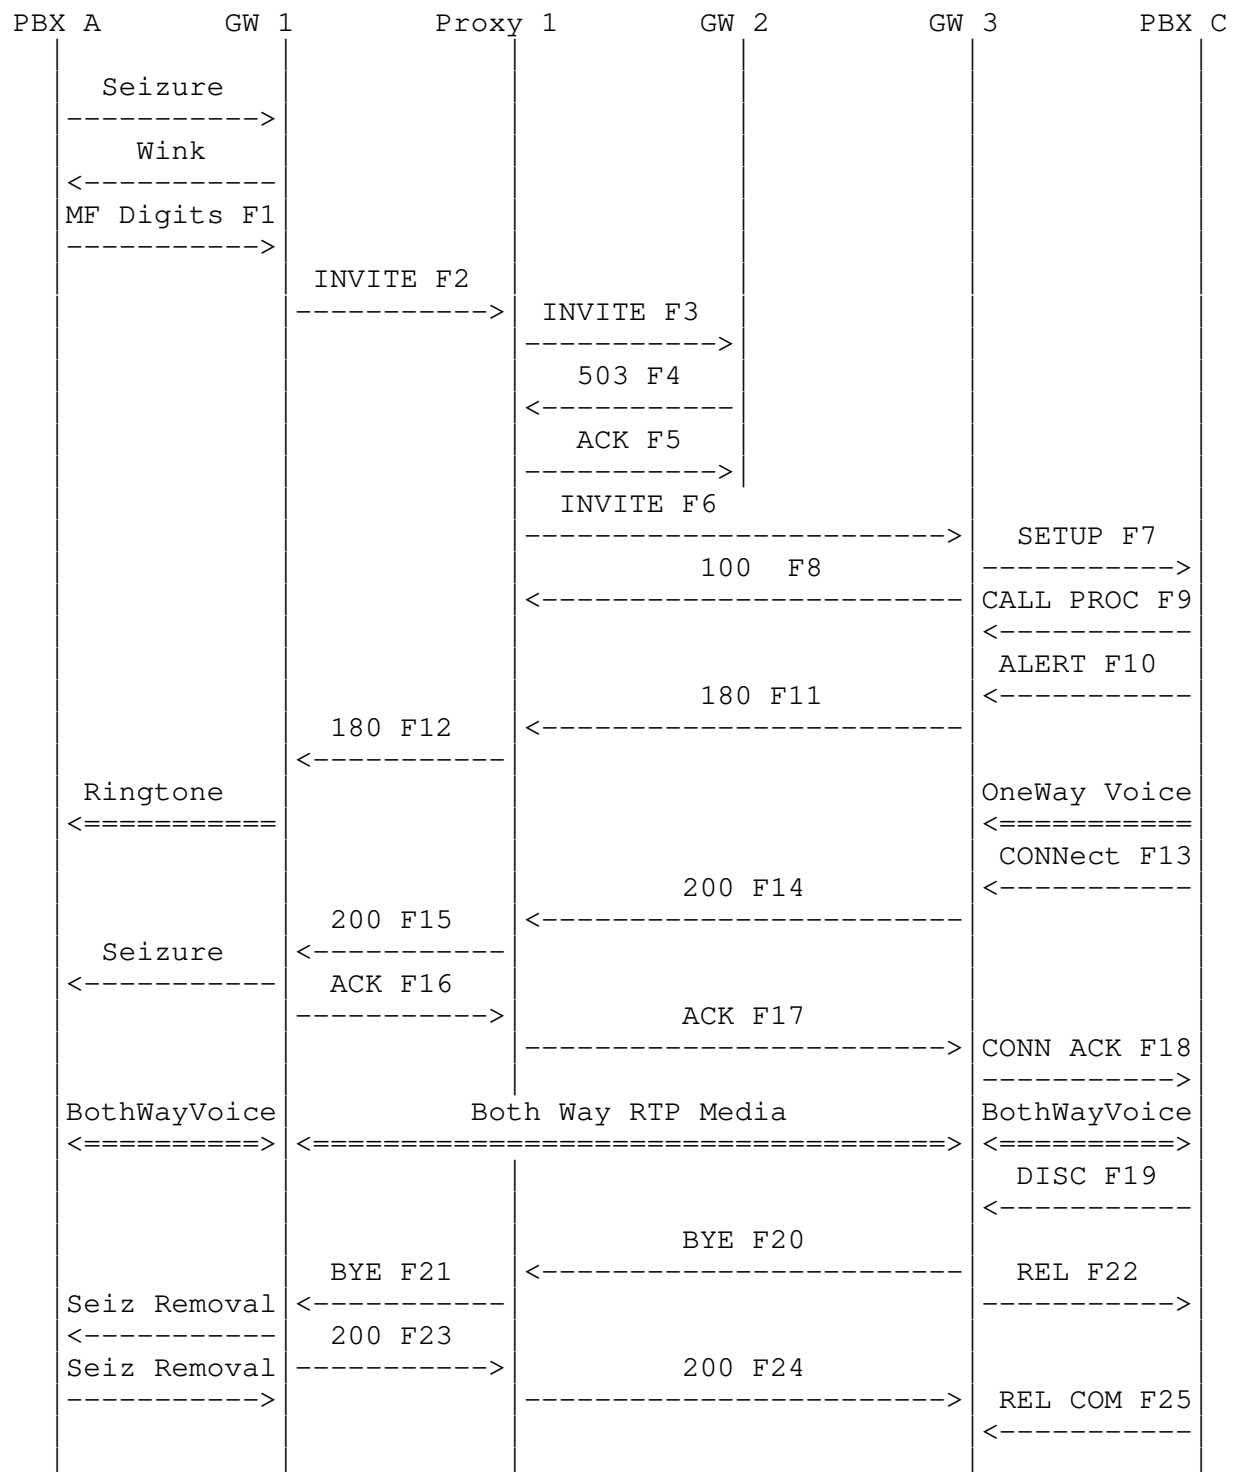 PBX A GW 1 Proxy 1 GW 2 GW 3 PBX C
Seizure
Wink
MF Digits F1
INVITE F2
INVITE F3
503 F4
ACK F5
INVITE F6
SETUP F7
100 F8
CALL PROC F9
ALERT F10
180 F11
180 F12
Ringtone OneWay Voice
CONNect F13
200 F14
200 F15
Seizure
ACK F16
ACK F17
CONN ACK F18
BothWayVoice Both Way RTP Media BothWayVoice
DISC F19
BYE F20
BYE F21 REL F22
Seiz Removal
200 F23
Seiz Removal 200 F24
REL COM F25